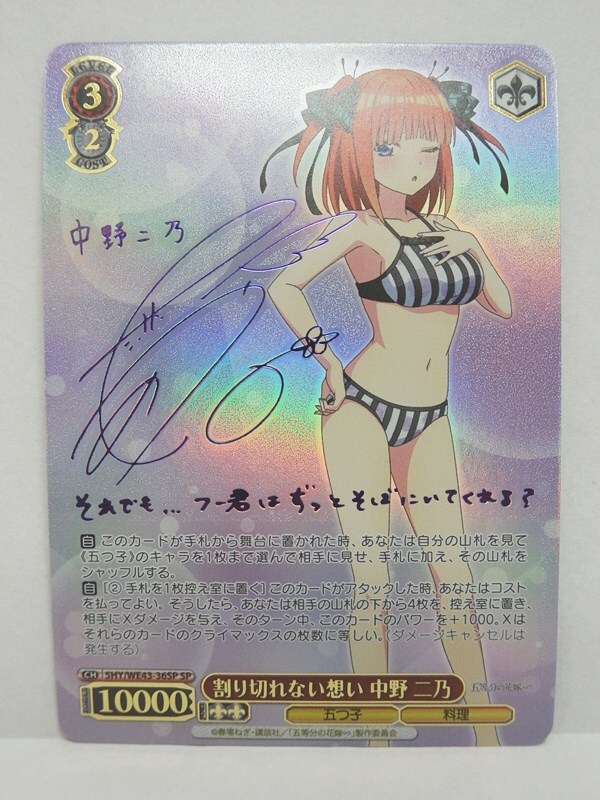 LEVEL
3
2
COST
中野二乃
それでも... フー君はずっとそばにいてくれる?
自 このカードが手札から舞台に置かれた時、あなたは自分の山札を見て
《五つ子》のキャラを1枚まで選んで相手に見せ、手札に加え、その山札を
シャッフルする。
自 [② 手札を1枚控え室に置く] このカードがアタックした時、あなたはコスト
を払ってよい。そうしたら、あなたは相手の山札の下から4枚を、控え室に置き、
相手にXダメージを与え、そのターン中、このカードのパワーを+1000。Xは
それらのカードのクライマックスの枚数に等しい。(ダメージキャンセルは
発生する)
CH 5HY/WE43-36SP SP
割り切れない想い 中野 二乃
五等分の花嫁∽
10000
五つ子
料理
©春場ねぎ・講談社/「五等分の花嫁∽」製作委員会